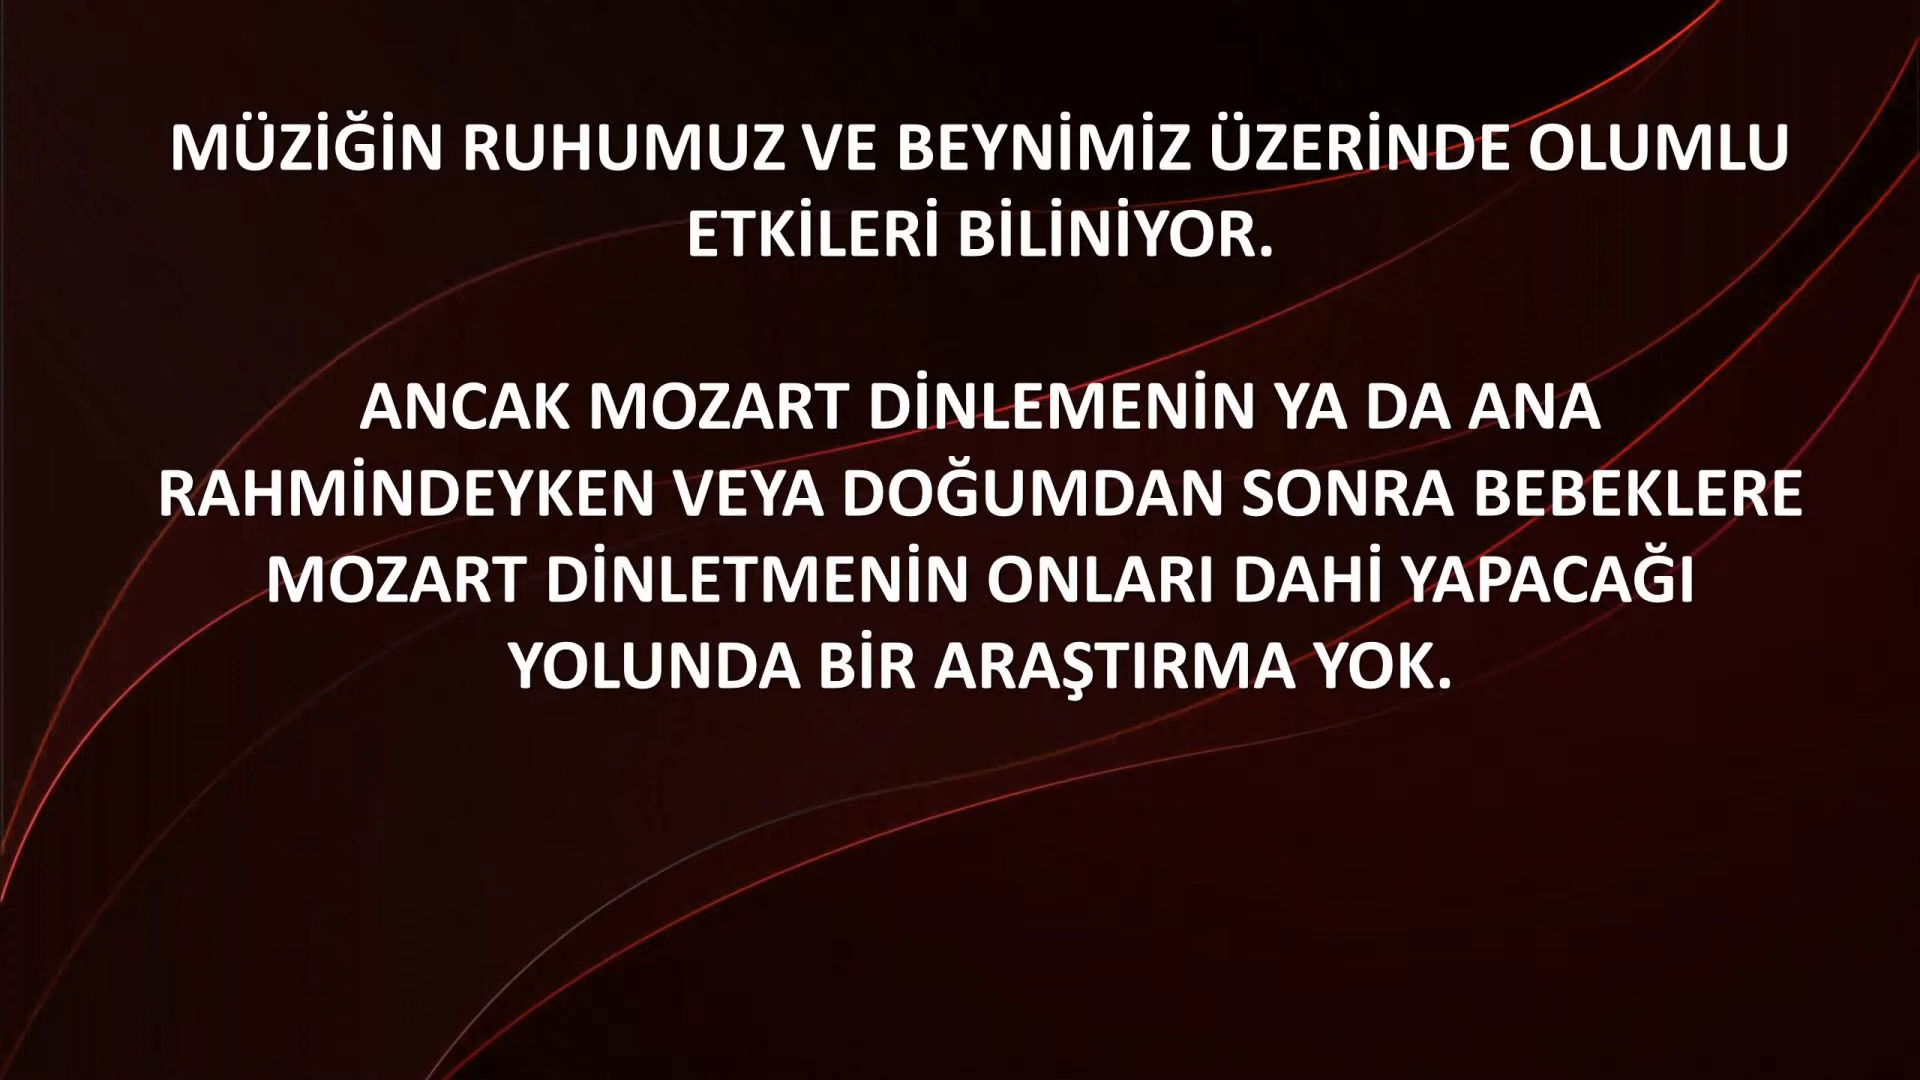 MÜZİĞİN RUHUMUZ VE BEYNİMİZ ÜZERİNDE OLUMLU
ETKİLERİ BİLİNİYOR.
ANCAK MOZART DİNLEMENİN YA DA ANA
RAHMİNDEYKEN VEYA DOĞUMDAN SONRA BEBEKLERE
MOZART DİNLETMENİN ONLARI DAHİ YAPACAĞI
YOLUNDA BİR ARAŞTIRMA YOK.